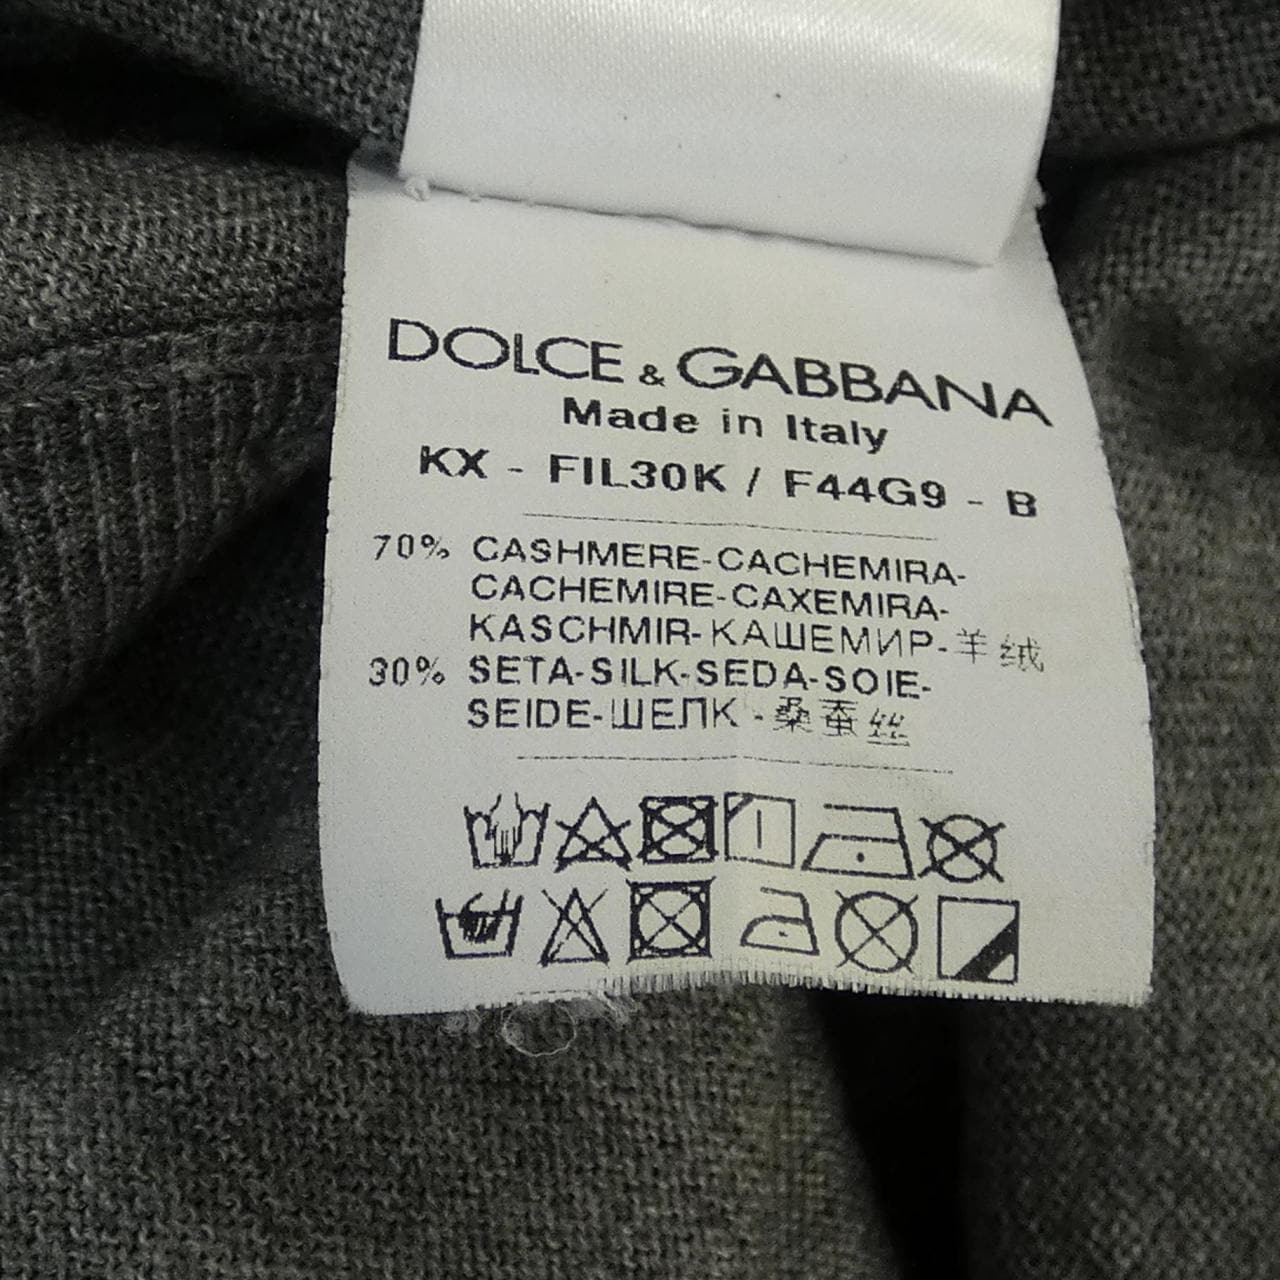 DOLCE & GABBANA
Made in Italy
KX - FIL30K / F44G9 - B
70% CASHMERE-CACHEMIRA-
CACHEMIRE-CAXEMIRA-
KASCHMIR-КАШЕМИР-羊绒
30% SETA-SILK-SEDA-SOIE-
SEIDE-ШЕЛК-桑蚕丝